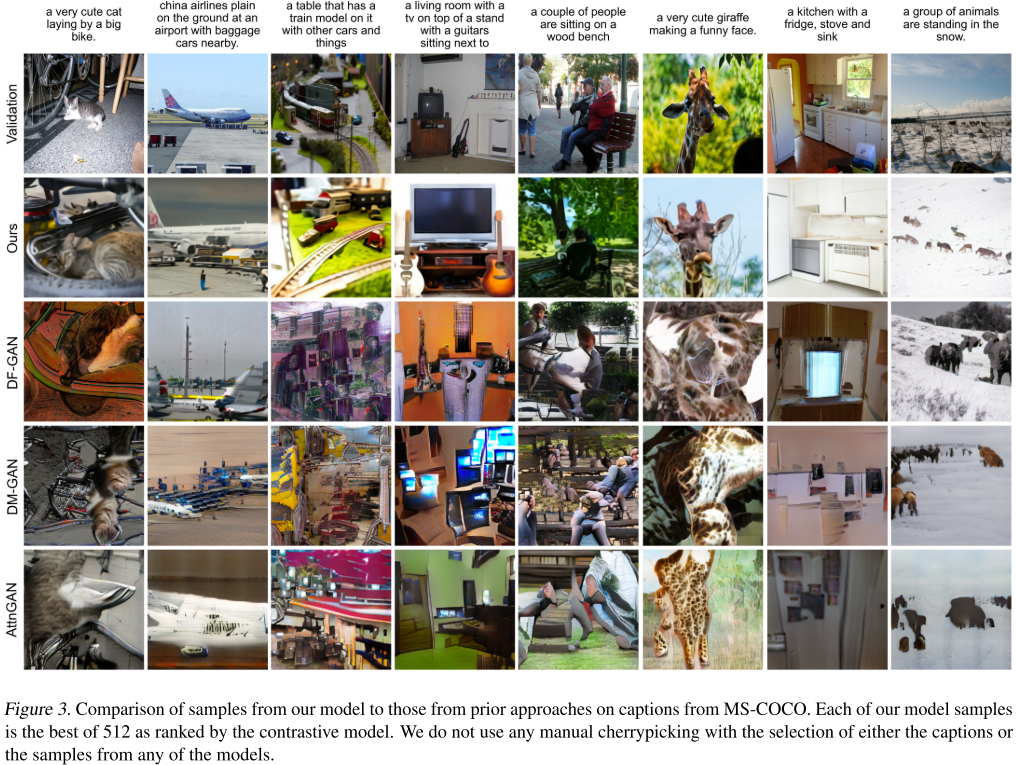 a very cute cat
laying by a big
bike.
china airlines plain
on the ground at an
airport with baggage
cars nearby.
a table that has a
train model on it
with other cars and
things
a living room with a
tv on top of a stand
with a guitars
sitting next to
a couple of people
are sitting on a
wood bench
a very cute giraffe
making a funny face.
a kitchen with a
fridge, stove and
sink
a group of animals
are standing in the
snow.
Validation
Ours
DF-GAN
DM-GAN
AttnGAN
Figure 3. Comparison of samples from our model to those from prior approaches on captions from MS-COCO. Each of our model samples
is the best of 512 as ranked by the contrastive model. We do not use any manual cherrypicking with the selection of either the captions or
the samples from any of the models.